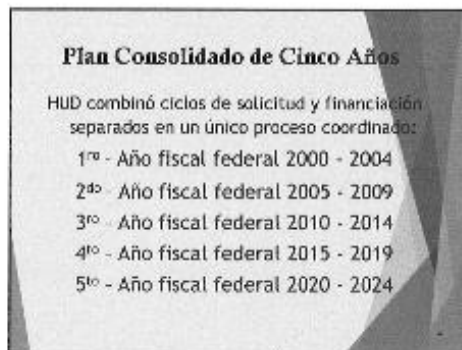 Plan Consolidado de Cinco Años
HUD combinó ciclos de solicitud y financiación
separados en un único proceso coordinado:
1ro - Año fiscal federal 2000 - 2004
2do - Año fiscal federal 2005 - 2009
3ro - Año fiscal federal 2010 - 2014
4to - Año fiscal federal 2015 - 2019
5to - Año fiscal federal 2020 - 2024